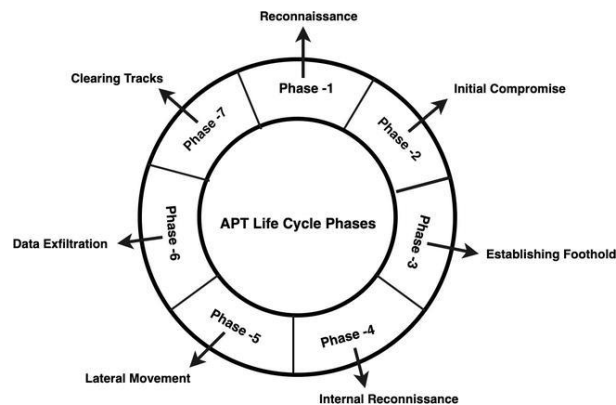 Reconnaissance
Phase -1
Initial Compromise
Phase -2
Establishing Foothold
Phase -3
Internal Reconnissance
Phase -4
Lateral Movement
Phase -5
Data Exfiltration
Phase -6
Clearing Tracks
Phase -7
APT Life Cycle Phases